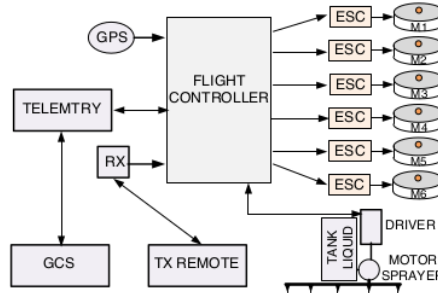 GPS
FLIGHT
CONTROLLER
ESC
M1
ESC
M2
ESC
M3
ESC
M4
ESC
M5
ESC
M6
TELEMTRY
RX
GCS
TX REMOTE
TANK
LIQUID
DRIVER
MOTOR
SPRAYER